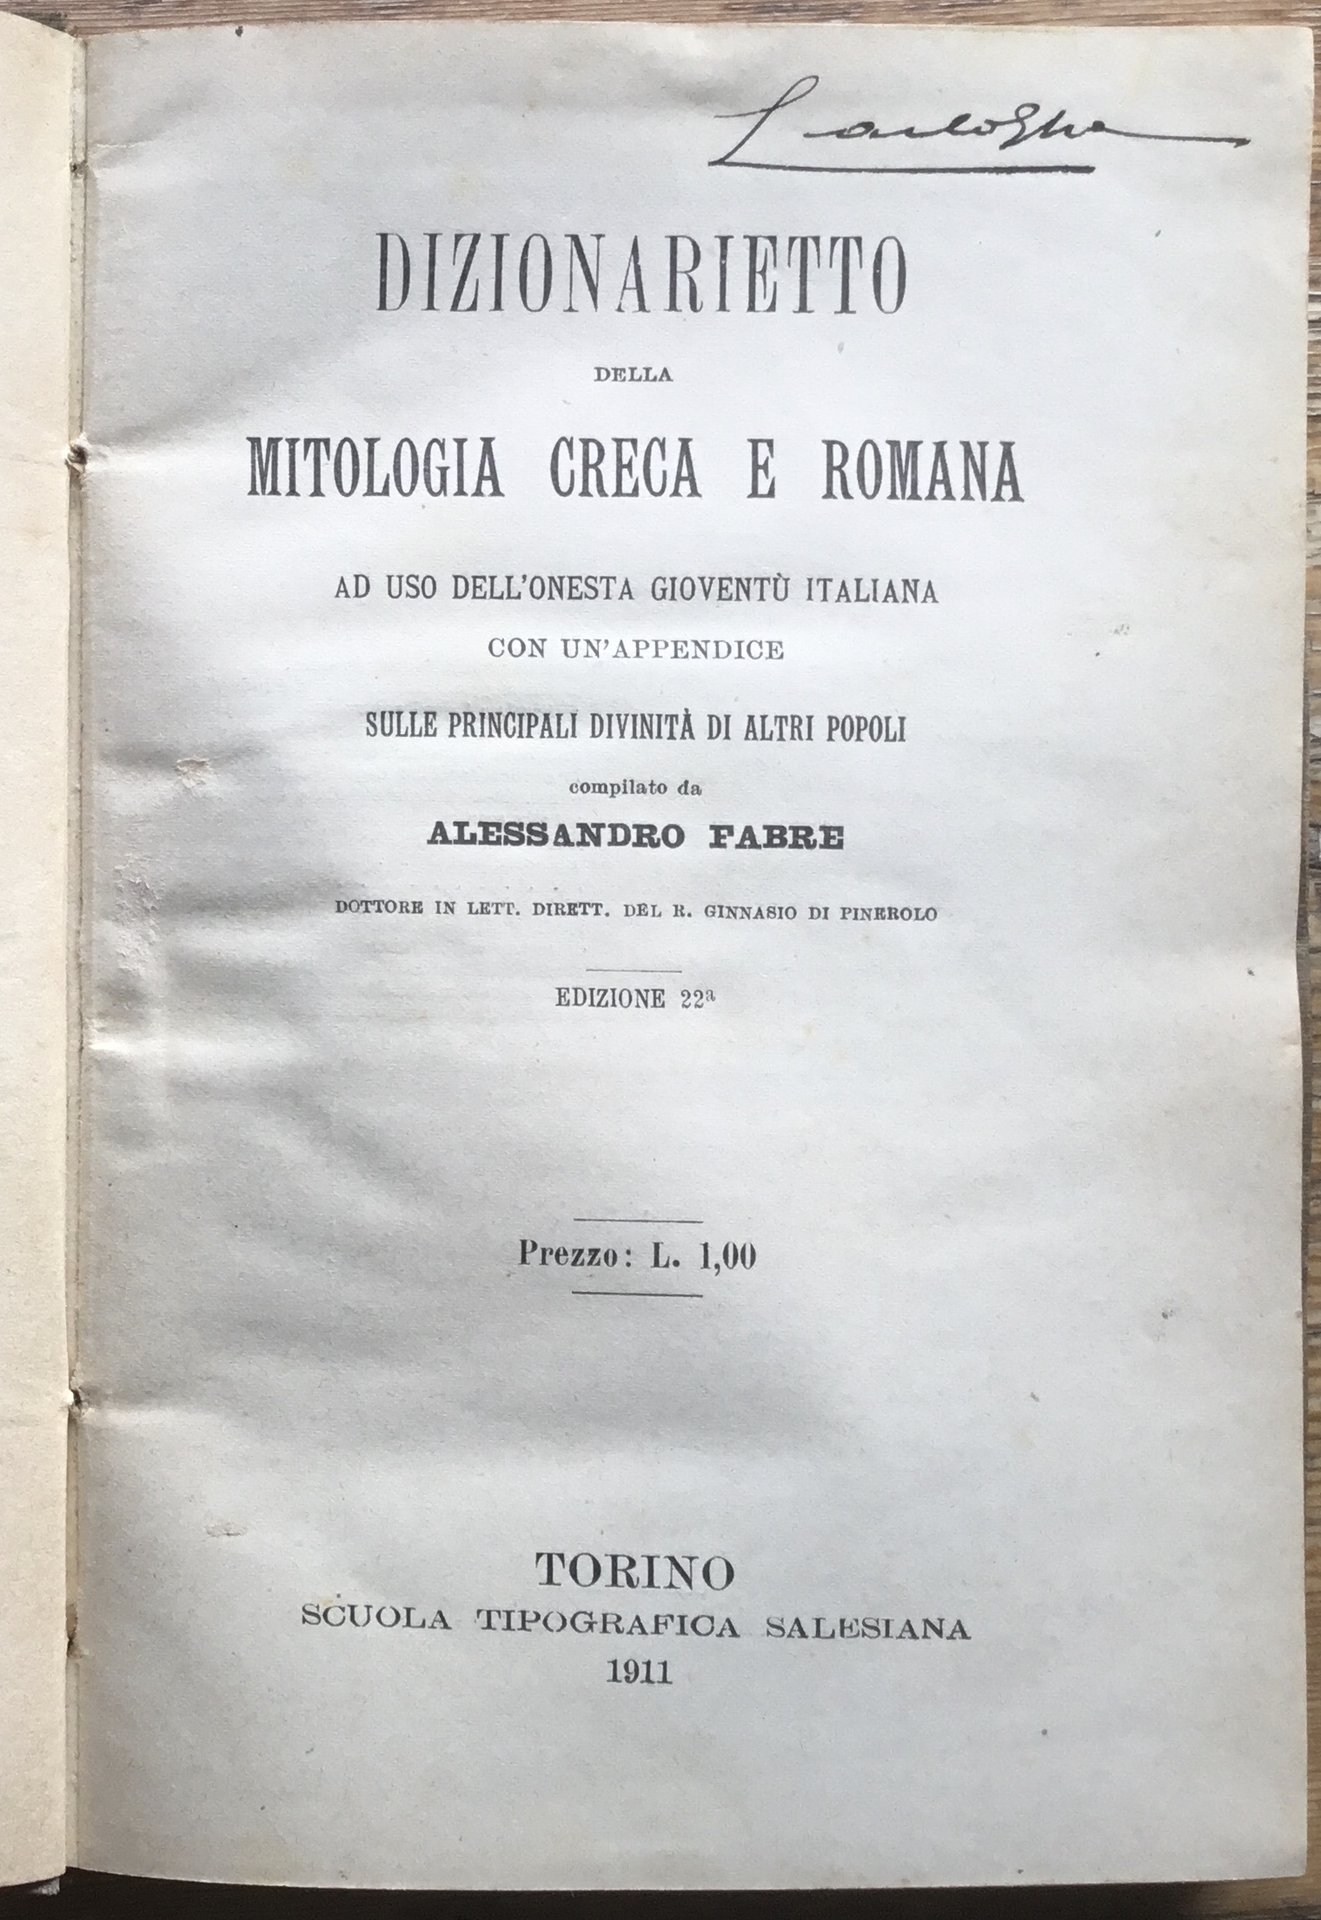 DIZIONARIETTO
DELLA
MITOLOGIA CRECA E ROMANA
AD USO DELL'ONESTA GIOVENTÙ ITALIANA
CON UN'APPENDICE
SULLE PRINCIPALI DIVINITÀ DI ALTRI POPOLI
compilato da
ALESSANDRO FABRE
DOTTORE IN LETT. DIRETT. DEL R. GINNASIO DI PINEROLO
EDIZIONE 22ª
Prezzo: L. 1,00
TORINO
SCUOLA TIPOGRAFICA SALESIANA
1911